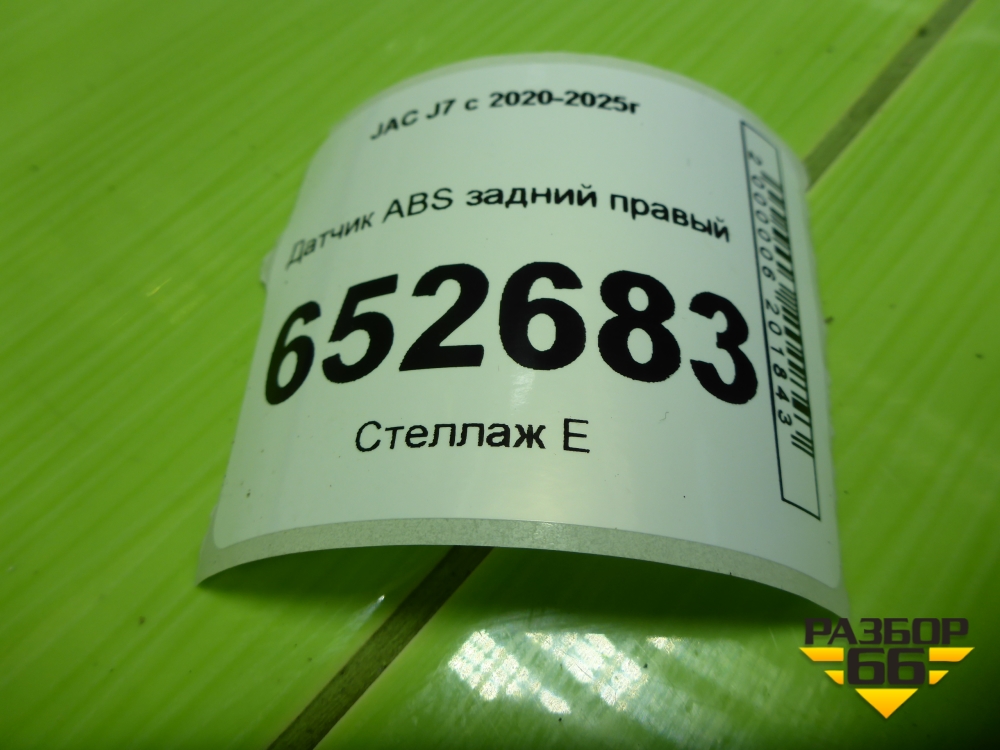 JAC J7 с 2020-2025г
Датчик ABS задний правый
652683
Стеллаж Е
2000006201843
РАЗБОР
66